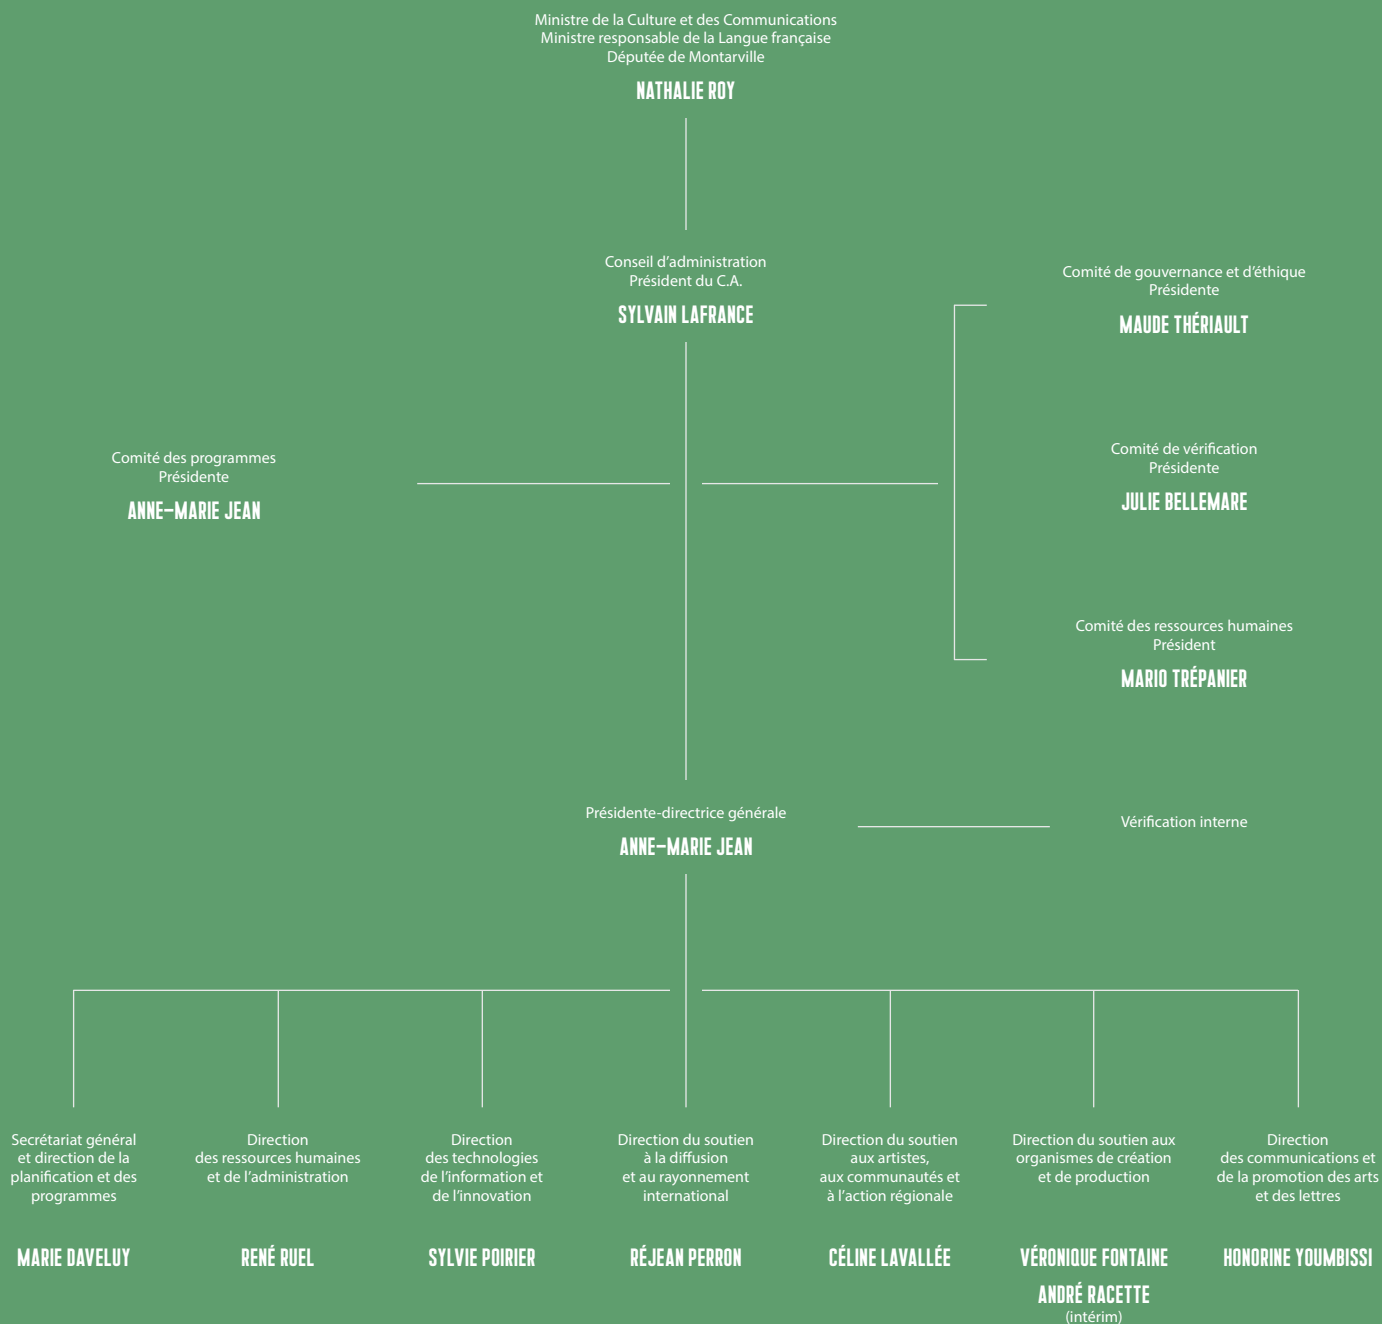 Ministre de la Culture et des Communications
Ministre responsable de la Langue française
Députée de Montarville
NATHALIE ROY
Conseil d'administration
Président du C.A.
SYLVAIN LAFRANCE
Comité de gouvernance et d'éthique
Présidente
MAUDE THÉRIAULT
Comité des programmes
Présidente
ANNE–MARIE JEAN
Comité de vérification
Présidente
JULIE BELLEMARE
Comité des ressources humaines
Président
MARIO TRÉPANIER
Présidente-directrice générale
ANNE–MARIE JEAN
Vérification interne
Secrétariat général
et direction de la
planification et des
programmes
MARIE DAVELUY
Direction
des ressources humaines
et de l'administration
RENÉ RUEL
Direction
des technologies
de l'information et
de l'innovation
SYLVIE POIRIER
Direction du soutien
à la diffusion
et au rayonnement
international
RÉJEAN PERRON
Direction du soutien
aux artistes,
aux communautés et
à l'action régionale
CÉLINE LAVALLÉE
Direction du soutien aux
organismes de création
et de production
VÉRONIQUE FONTAINE
ANDRÉ RACETTE
(intérim)
Direction
des communications et
de la promotion des arts
et des lettres
HONORINE YOUMBISSI